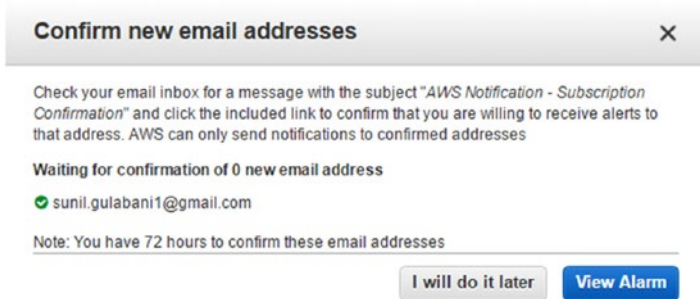 Confirm new email addresses
Check your email inbox for a message with the subject "AWS Notification - Subscription
Confirmation" and click the included link to confirm that you are willing to receive alerts to
that address. AWS can only send notifications to confirmed addresses
Waiting for confirmation of 0 new email address
sunil.gulabani1@gmail.com
Note: You have 72 hours to confirm these email addresses
I will do it later
View Alarm